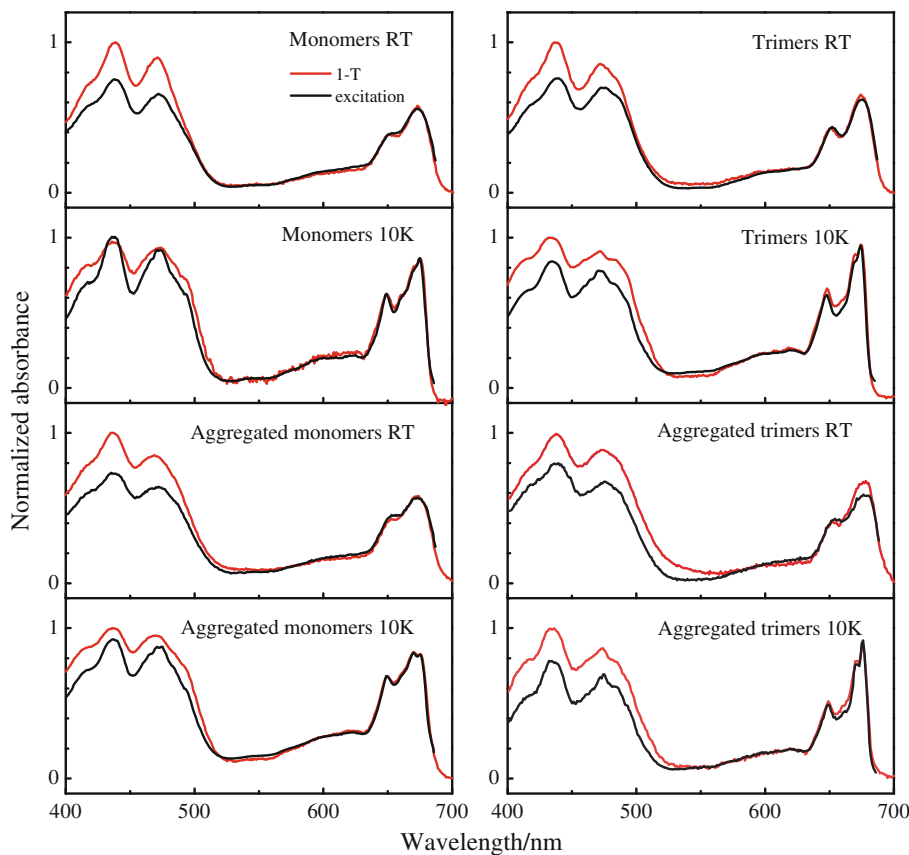 Monomers RT
1-T
excitation
1
0
Trimers RT
1
0
Monomers 10K
1
0
Trimers 10K
1
0
Aggregated monomers RT
1
0
Aggregated trimers RT
1
0
Aggregated monomers 10K
1
0
400 500 600 700
Aggregated trimers 10K
1
0
400 500 600 700
Normalized absorbance
Wavelength/nm